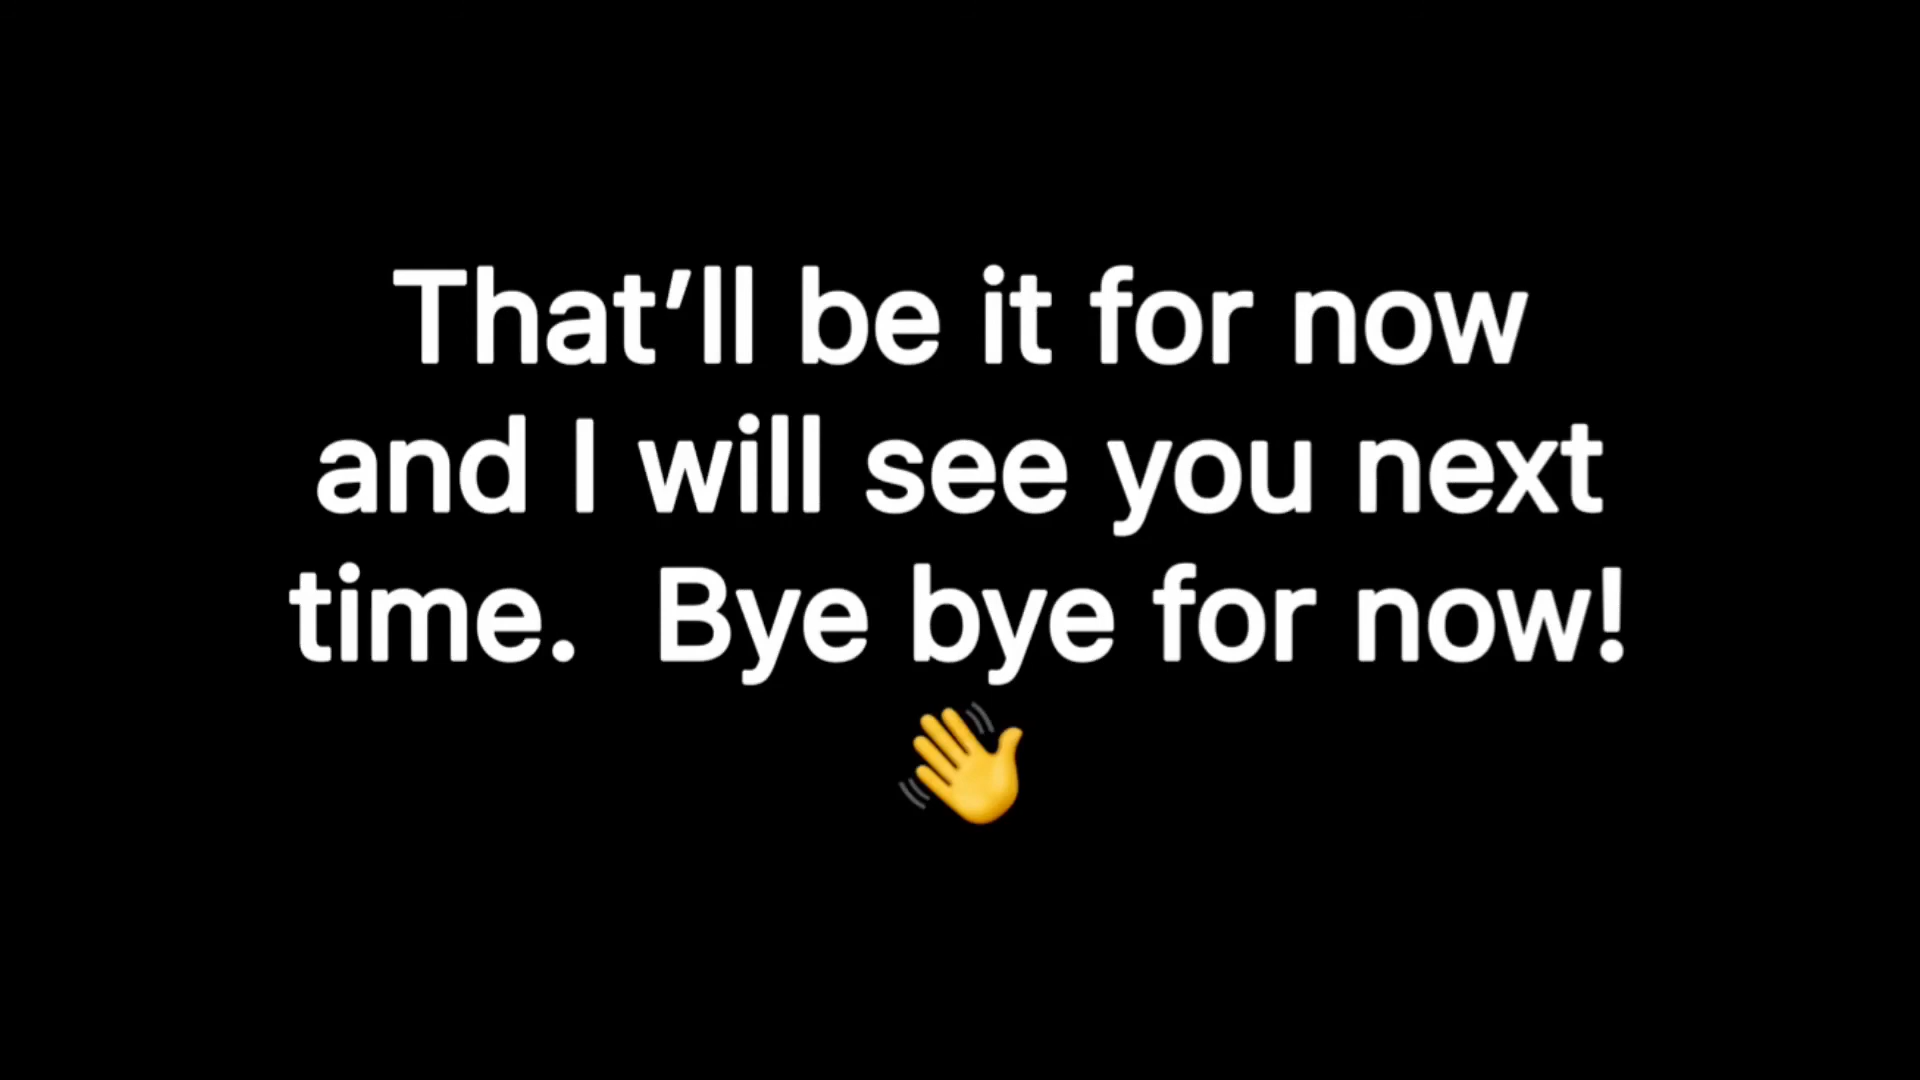 That’ll be it for now
and I will see you next
time.  Bye bye for now!
👋